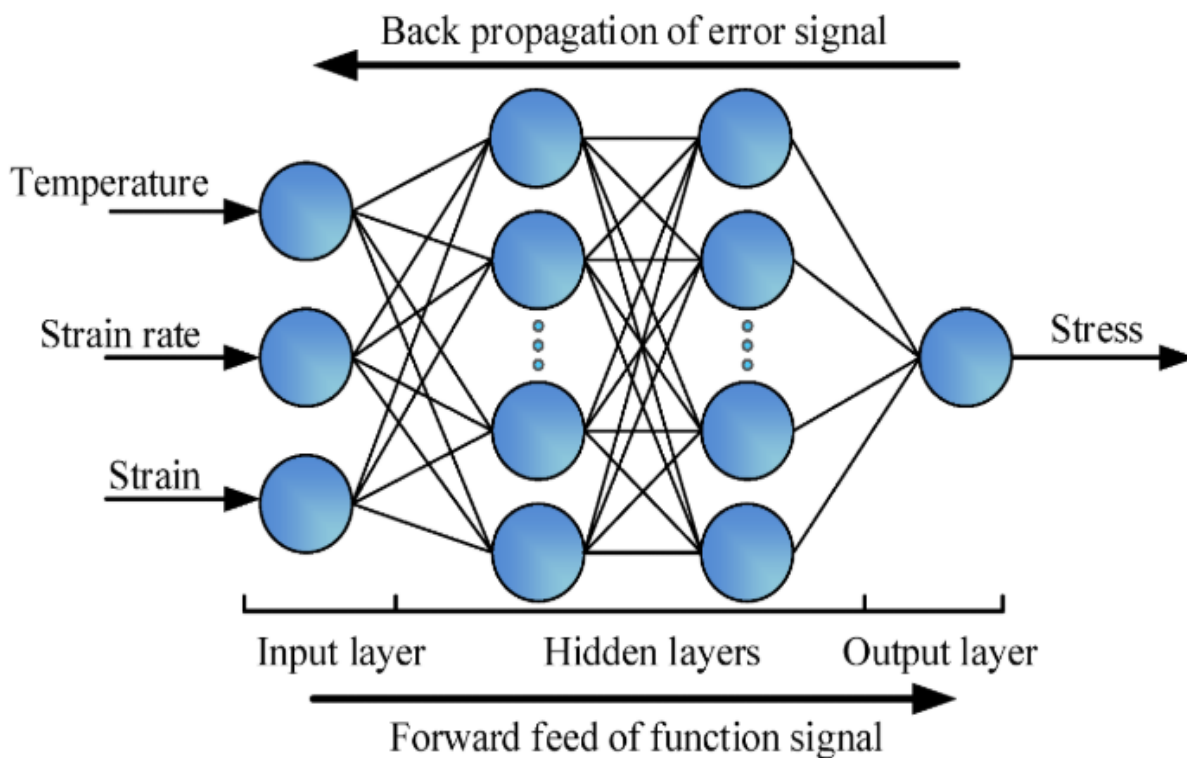 Back propagation of error signal
Temperature
Strain rate
Stress
Strain
Input layer
Hidden layers
Output layer
Forward feed of function signal